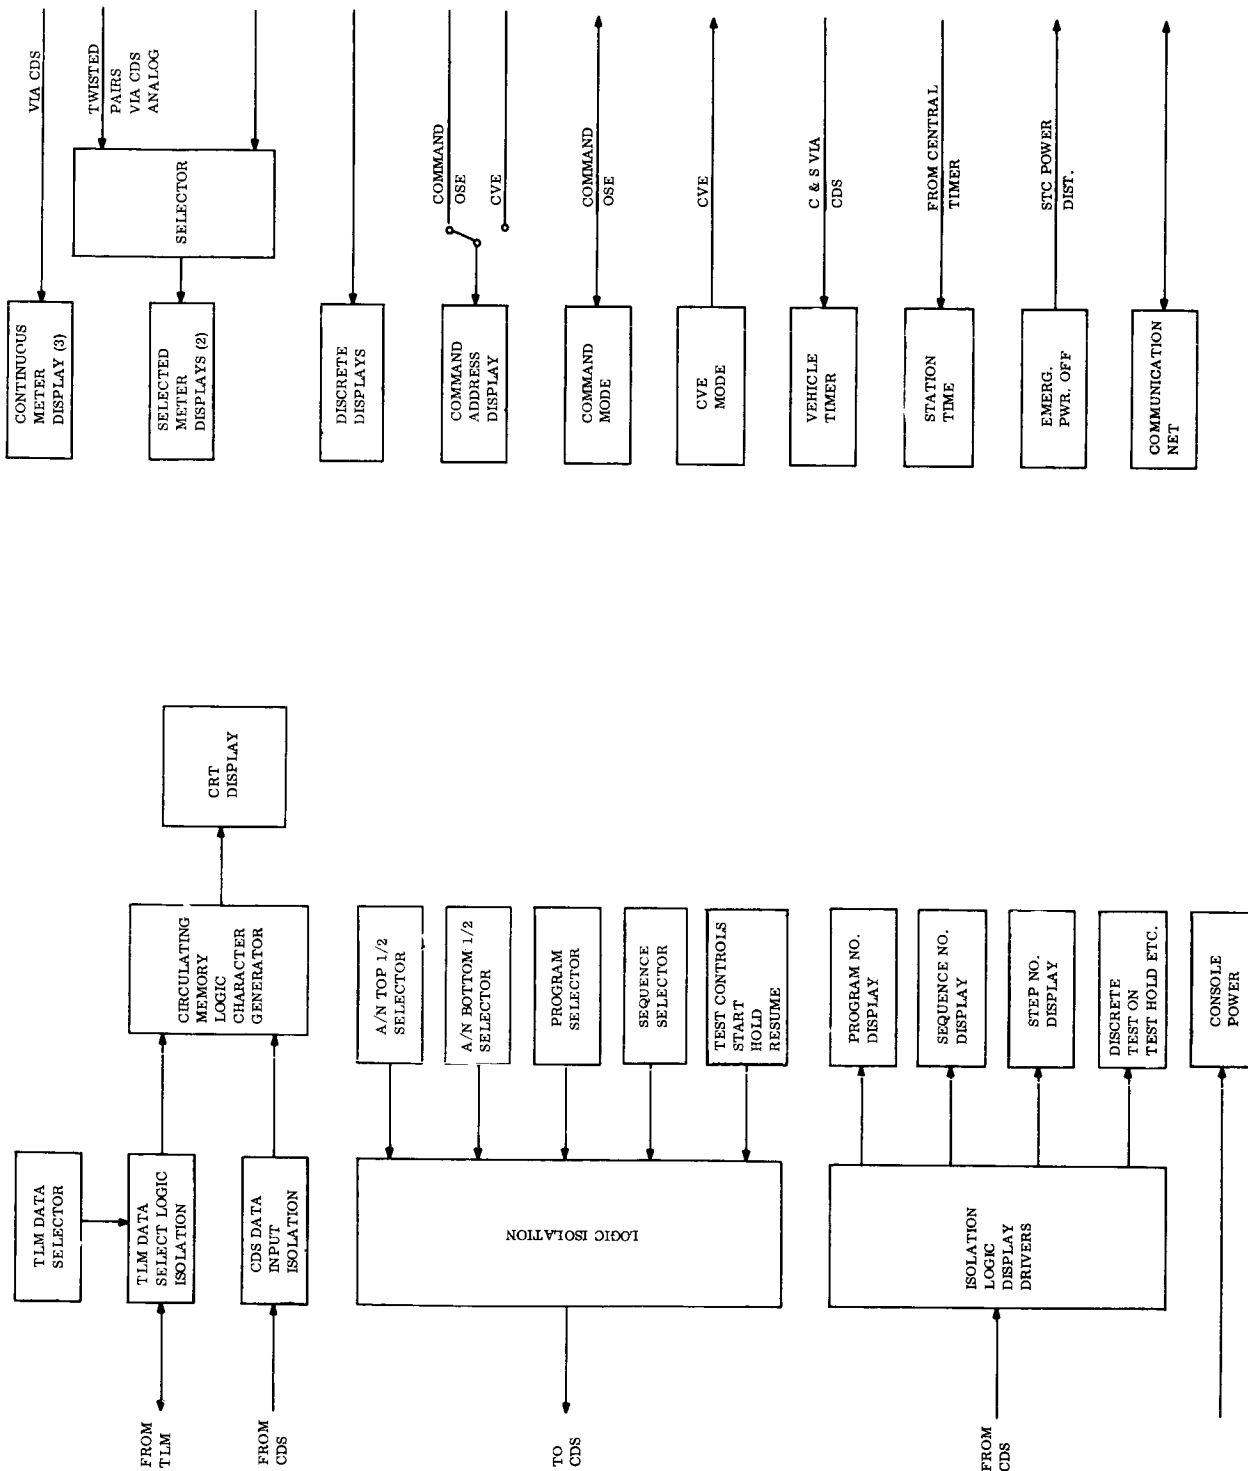 FROM
TLM
FROM
CDS
TO
CDS
FROM
CDS
TLM DATA
SELECTOR
TLM DATA
SELECT LOGIC
ISOLATION
CDS DATA
INPUT
ISOLATION
LOGIC ISOLATION
ISOLATION
LOGIC
DISPLAY
DRIVERS
CIRCULATING
MEMORY
LOGIC
CHARACTER
GENERATOR
A/N TOP 1/2
SELECTOR
A/N BOTTOM 1/2
SELECTOR
PROGRAM
SELECTOR
SEQUENCE
SELECTOR
TEST CONTROLS
START
HOLD
RESUME
PROGRAM NO.
DISPLAY
SEQUENCE NO.
DISPLAY
STEP NO.
DISPLAY
DISCRETE
TEST ON
TEST HOLD ETC.
CONSOLE
POWER
CRT
DISPLAY
CONTINUOUS
METER
DISPLAY (3)
SELECTED
METER
DISPLAYS (2)
DISCRETE
DISPLAYS
COMMAND
ADDRESS
DISPLAY
COMMAND
MODE
CVE
MODE
VEHICLE
TIMER
STATION
TIME
EMERG.
PWR. OFF
COMMUNICATION
NET
SELECTOR
VIA CDS
TWISTED
PAIRS
VIA CDS
ANALOG
COMMAND
OSE
CVE
COMMAND
OSE
CVE
C & S VIA
CDS
FROM CENTRAL
TIMER
STC POWER
DIST.